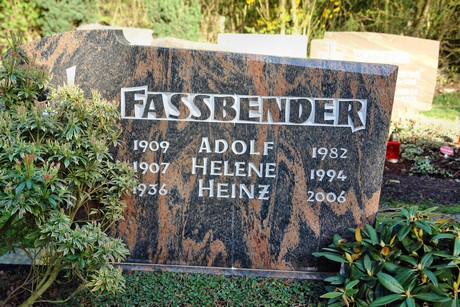 FASSBENDER
1909 ADOLF 1982
1907 HELENE 1994
1936 HEINZ 2006